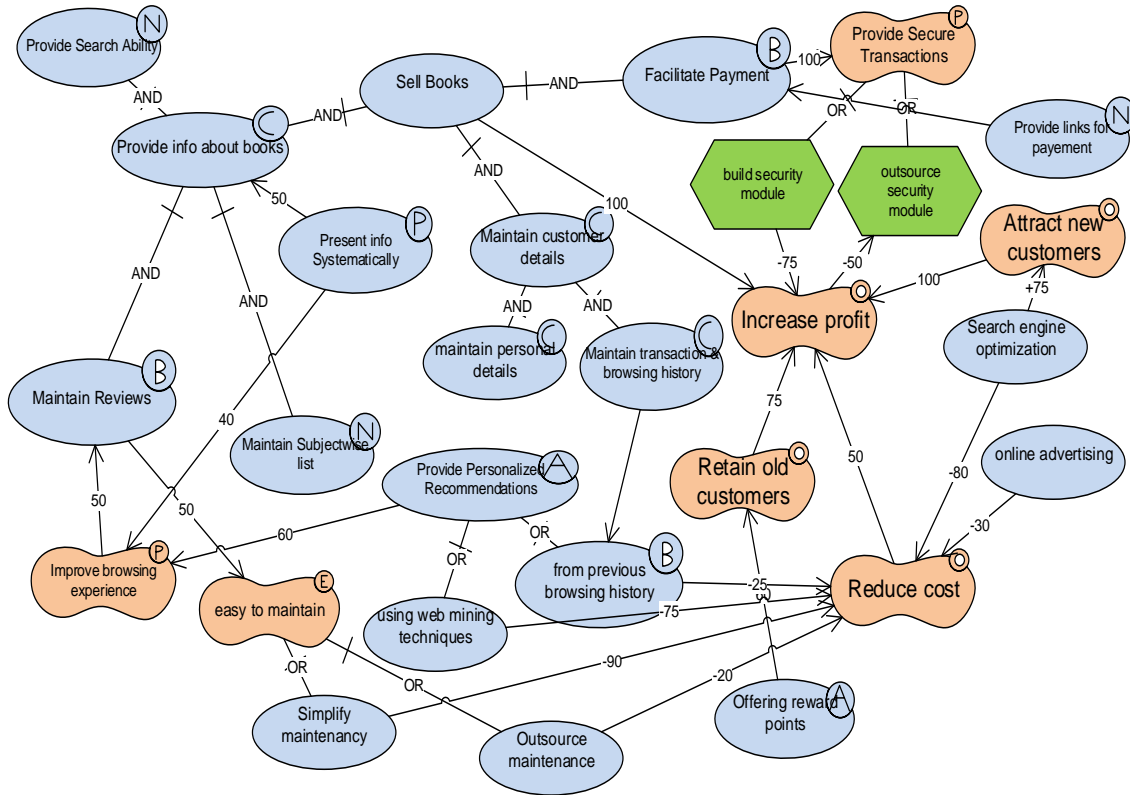 N
Provide Search Ability
AND
P
Provide Secure
Transactions
B
Facilitate Payment
100
Sell Books
AND
AND
C
Provide info about books
OR
OR
N
Provide links for
payement
build security
module
outsource
security
module
AND
50
P
Present info
Systematically
C
Maintain customer
details
100
O
Attract new
customers
-75
-50
100
+75
AND
AND
AND
AND
O
Increase profit
Search engine
optimization
C
maintain personal
details
C
Maintain transaction &
browsing history
B
Maintain Reviews
40
75
50
-80
N
Maintain Subjectwise
list
A
Provide Personalized
Recommendations
O
Retain old
customers
online advertising
-30
50
50
60
OR
OR
P
Improve browsing
experience
E
easy to maintain
B
from previous
browsing history
-25
O
Reduce cost
using web mining
techniques
-75
OR
OR
-90
-20
Simplify
maintenancy
Outsource
maintenance
A
Offering reward
points